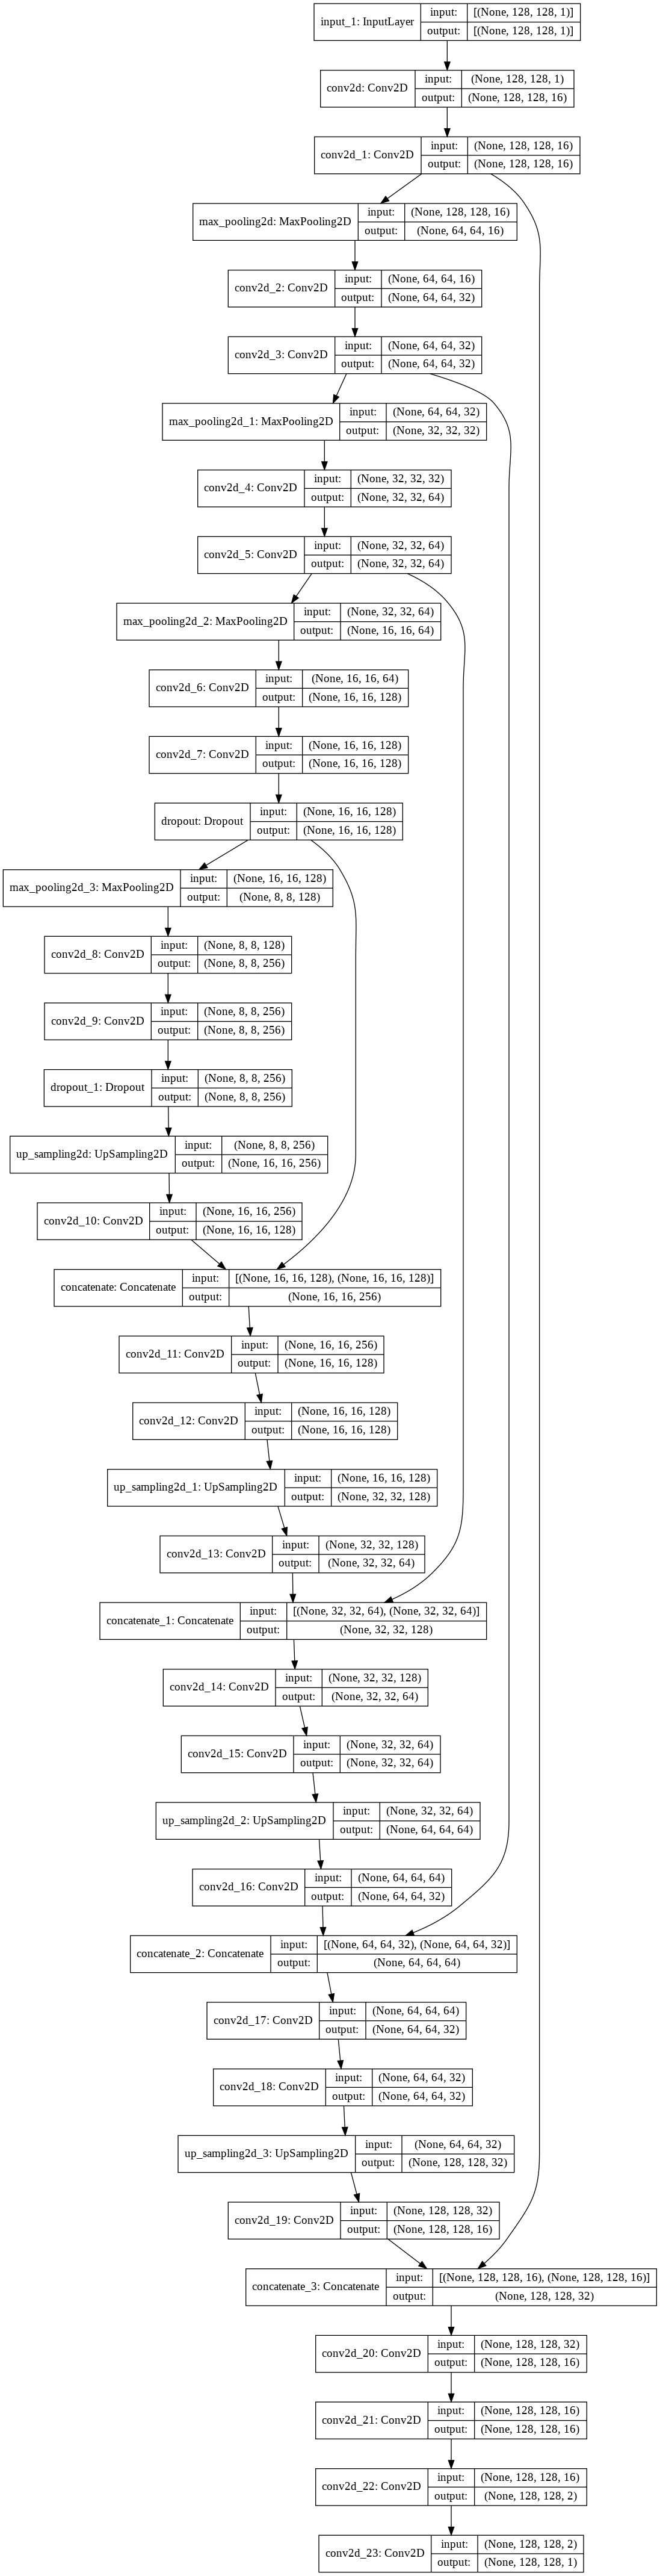 input_1: InputLayer
input: [(None, 128, 128, 1)]
output: [(None, 128, 128, 1)]
conv2d: Conv2D
input: (None, 128, 128, 1)
output: (None, 128, 128, 16)
conv2d_1: Conv2D
input: (None, 128, 128, 16)
output: (None, 128, 128, 16)
max_pooling2d: MaxPooling2D
input: (None, 128, 128, 16)
output: (None, 64, 64, 16)
conv2d_2: Conv2D
input: (None, 64, 64, 16)
output: (None, 64, 64, 32)
conv2d_3: Conv2D
input: (None, 64, 64, 32)
output: (None, 64, 64, 32)
max_pooling2d_1: MaxPooling2D
input: (None, 64, 64, 32)
output: (None, 32, 32, 32)
conv2d_4: Conv2D
input: (None, 32, 32, 32)
output: (None, 32, 32, 64)
conv2d_5: Conv2D
input: (None, 32, 32, 64)
output: (None, 32, 32, 64)
max_pooling2d_2: MaxPooling2D
input: (None, 32, 32, 64)
output: (None, 16, 16, 64)
conv2d_6: Conv2D
input: (None, 16, 16, 64)
output: (None, 16, 16, 128)
conv2d_7: Conv2D
input: (None, 16, 16, 128)
output: (None, 16, 16, 128)
dropout: Dropout
input: (None, 16, 16, 128)
output: (None, 16, 16, 128)
max_pooling2d_3: MaxPooling2D
input: (None, 16, 16, 128)
output: (None, 8, 8, 128)
conv2d_8: Conv2D
input: (None, 8, 8, 128)
output: (None, 8, 8, 256)
conv2d_9: Conv2D
input: (None, 8, 8, 256)
output: (None, 8, 8, 256)
dropout_1: Dropout
input: (None, 8, 8, 256)
output: (None, 8, 8, 256)
up_sampling2d: UpSampling2D
input: (None, 8, 8, 256)
output: (None, 16, 16, 256)
conv2d_10: Conv2D
input: (None, 16, 16, 256)
output: (None, 16, 16, 128)
concatenate: Concatenate
input: [(None, 16, 16, 128), (None, 16, 16, 128)]
output: (None, 16, 16, 256)
conv2d_11: Conv2D
input: (None, 16, 16, 256)
output: (None, 16, 16, 128)
conv2d_12: Conv2D
input: (None, 16, 16, 128)
output: (None, 16, 16, 128)
up_sampling2d_1: UpSampling2D
input: (None, 16, 16, 128)
output: (None, 32, 32, 128)
conv2d_13: Conv2D
input: (None, 32, 32, 128)
output: (None, 32, 32, 64)
concatenate_1: Concatenate
input: [(None, 32, 32, 64), (None, 32, 32, 64)]
output: (None, 32, 32, 128)
conv2d_14: Conv2D
input: (None, 32, 32, 128)
output: (None, 32, 32, 64)
conv2d_15: Conv2D
input: (None, 32, 32, 64)
output: (None, 32, 32, 64)
up_sampling2d_2: UpSampling2D
input: (None, 32, 32, 64)
output: (None, 64, 64, 64)
conv2d_16: Conv2D
input: (None, 64, 64, 64)
output: (None, 64, 64, 32)
concatenate_2: Concatenate
input: [(None, 64, 64, 32), (None, 64, 64, 32)]
output: (None, 64, 64, 64)
conv2d_17: Conv2D
input: (None, 64, 64, 64)
output: (None, 64, 64, 32)
conv2d_18: Conv2D
input: (None, 64, 64, 32)
output: (None, 64, 64, 32)
up_sampling2d_3: UpSampling2D
input: (None, 64, 64, 32)
output: (None, 128, 128, 32)
conv2d_19: Conv2D
input: (None, 128, 128, 32)
output: (None, 128, 128, 16)
concatenate_3: Concatenate
input: [(None, 128, 128, 16), (None, 128, 128, 16)]
output: (None, 128, 128, 32)
conv2d_20: Conv2D
input: (None, 128, 128, 32)
output: (None, 128, 128, 16)
conv2d_21: Conv2D
input: (None, 128, 128, 16)
output: (None, 128, 128, 16)
conv2d_22: Conv2D
input: (None, 128, 128, 16)
output: (None, 128, 128, 2)
conv2d_23: Conv2D
input: (None, 128, 128, 2)
output: (None, 128, 128, 1)